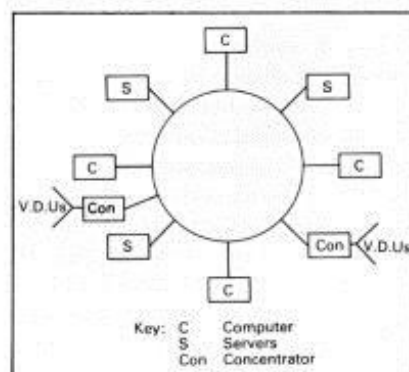 C
S
S
C
C
V.D.Us
Con
S
Con
V.D.Us
C
Key: C Computer
S Servers
Con Concentrator